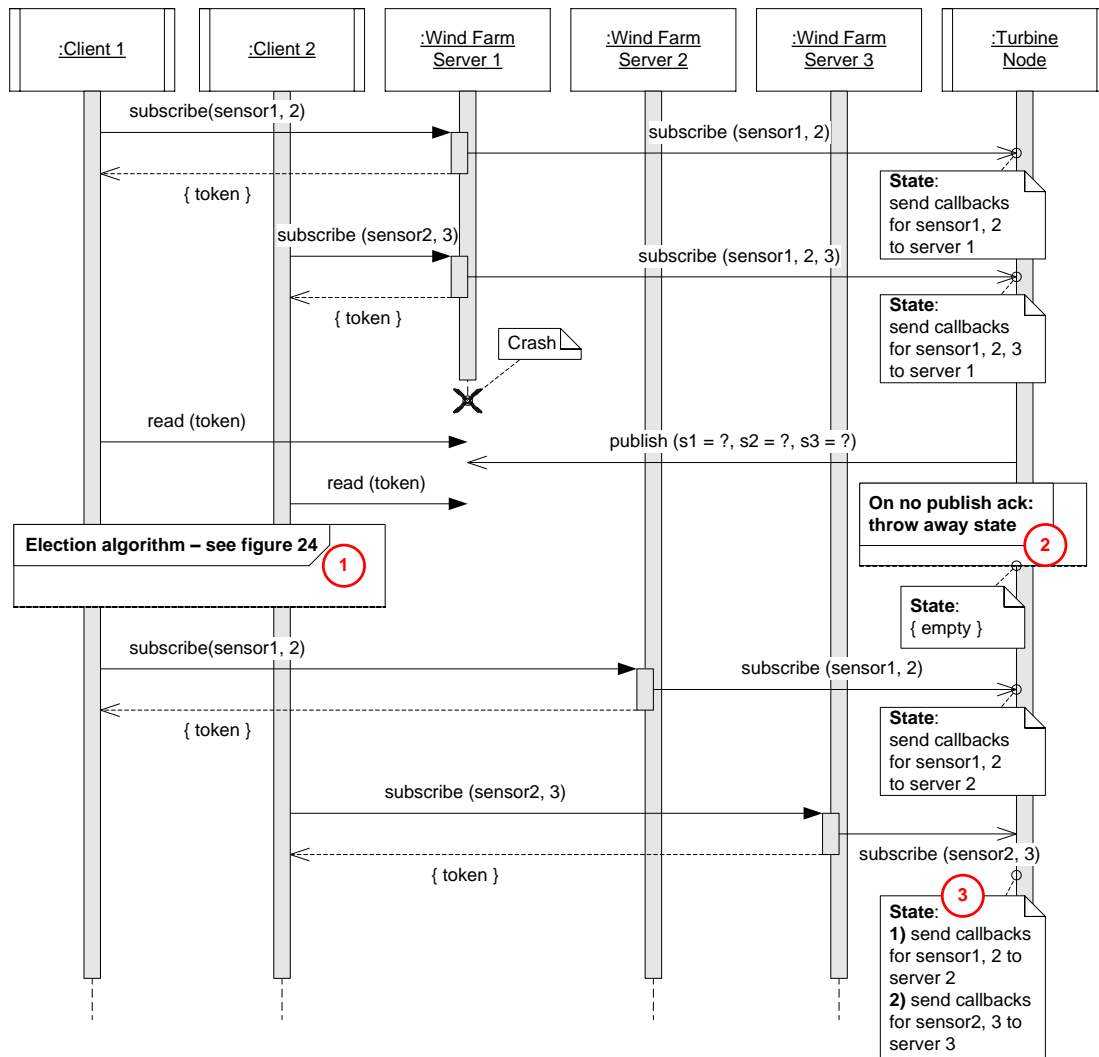 :Client 1
:Client 2
:Wind Farm
Server 1
:Wind Farm
Server 2
:Wind Farm
Server 3
:Turbine
Node
subscribe(sensor1, 2)
subscribe (sensor1, 2)
{ token }
State:
send callbacks
for sensor1, 2
to server 1
subscribe (sensor2, 3)
subscribe (sensor1, 2, 3)
{ token }
State:
send callbacks
for sensor1, 2, 3
to server 1
Crash
read (token)
publish (s1 = ?, s2 = ?, s3 = ?)
read (token)
On no publish ack:
throw away state
2
Election algorithm – see figure 24
1
State:
{ empty }
subscribe(sensor1, 2)
subscribe (sensor1, 2)
{ token }
State:
send callbacks
for sensor1, 2
to server 2
subscribe (sensor2, 3)
subscribe (sensor2, 3)
{ token }
3
State:
1) send callbacks
for sensor1, 2 to
server 2
2) send callbacks
for sensor2, 3 to
server 3